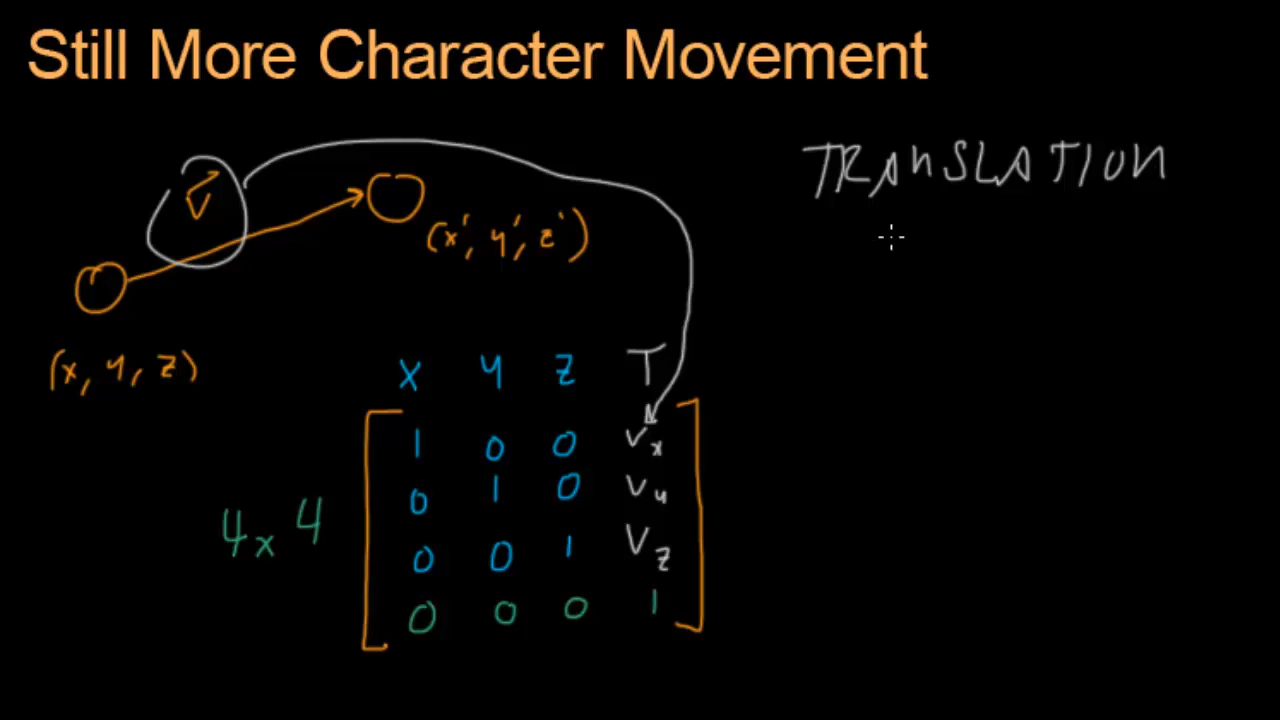 Still More Character Movement
TRANSLATION
v
(x', y', z')
(x, y, z)
x y z T
1 0 0 Vx
0 1 0 Vy
4x4
0 0 1 Vz
0 0 0 1